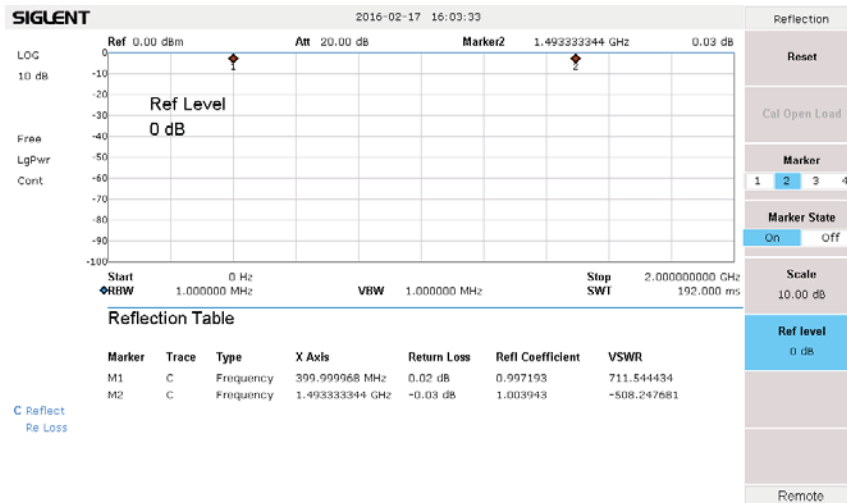 SIGLENT 2016-02-17 16:03:33 Reflection
LOG
10 dB
Free
LgPwr
Cont
Ref 0.00 dBm Att 20.00 dB Marker2 1.493333344 GHz 0.03 dB
0
-10
-20
-30
-40
-50
-60
-70
-80
-90
-100
1
2
Ref Level
0 dB
Start 0 Hz Stop 2.000000000 GHz
RBW 1.000000 MHz VBW 1.000000 MHz SWT 192.000 ms
Reflection Table
Marker Trace Type X Axis Return Loss Refl Coefficient VSWR
M1 C Frequency 399.999968 MHz 0.02 dB 0.997193 711.544434
M2 C Frequency 1.493333344 GHz -0.03 dB 1.003943 -508.247681
C Reflect
Re Loss
Reset
Cal Open Load
Marker
1 2 3 4
Marker State
On Off
Scale
10.00 dB
Ref level
0 dB
Remote